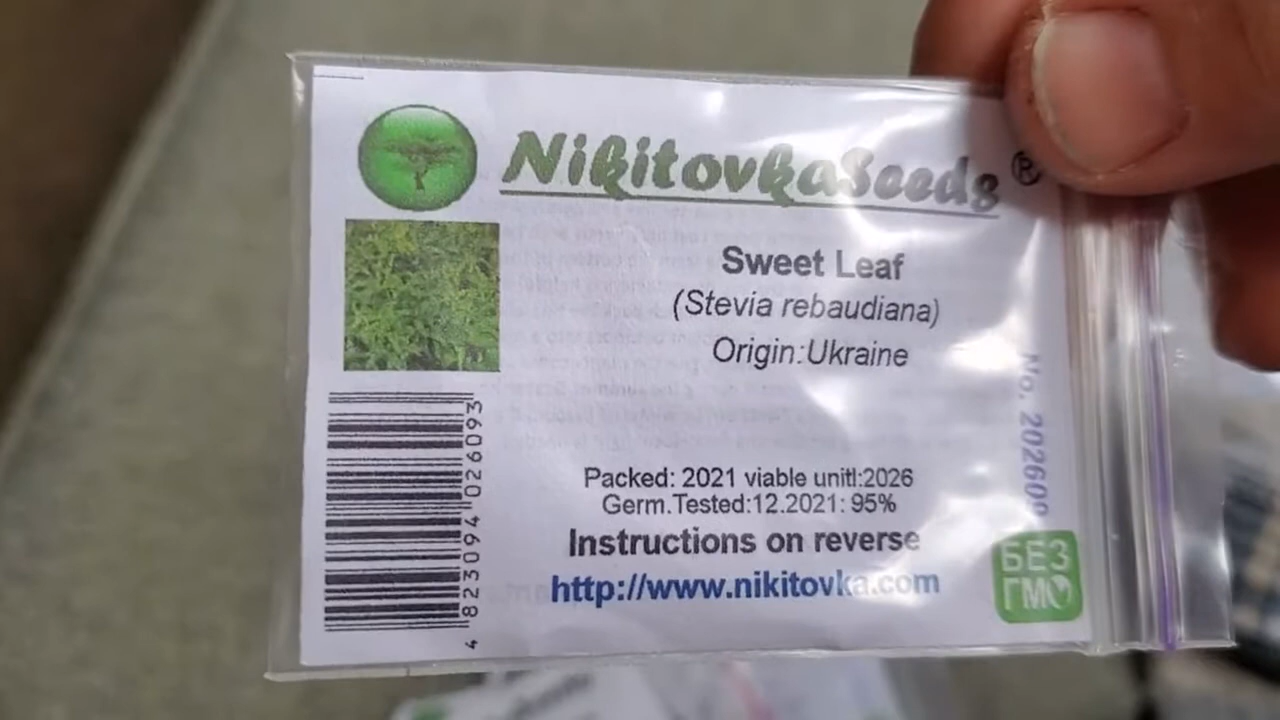 NikitovkaSeeds ®
Sweet Leaf
(Stevia rebaudiana)
Origin:Ukraine
Packed: 2021 viable unitl:2026
Germ.Tested:12.2021: 95%
Instructions on reverse
http://www.nikitovka.com
4 823094 026093
No. 202609
БЕЗ
ГМО